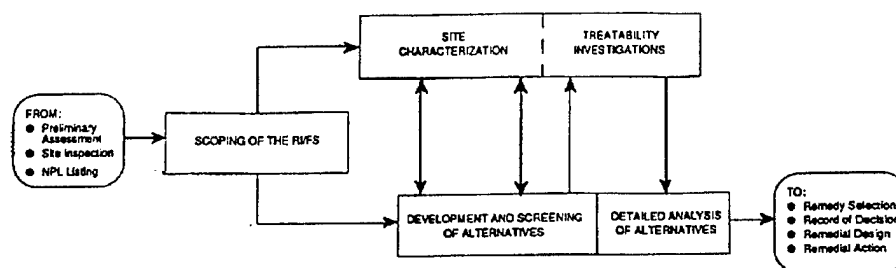 FROM:
● Preliminary
Assessment
● Site Inspection
● NPL Listing
SCOPING OF THE RI/FS
SITE
CHARACTERIZATION
TREATABILITY
INVESTIGATIONS
DEVELOPMENT AND SCREENING
OF ALTERNATIVES
DETAILED ANALYSIS
OF ALTERNATIVES
TO:
● Remedy Selection
● Record of Decision
● Remedial Design
● Remedial Action